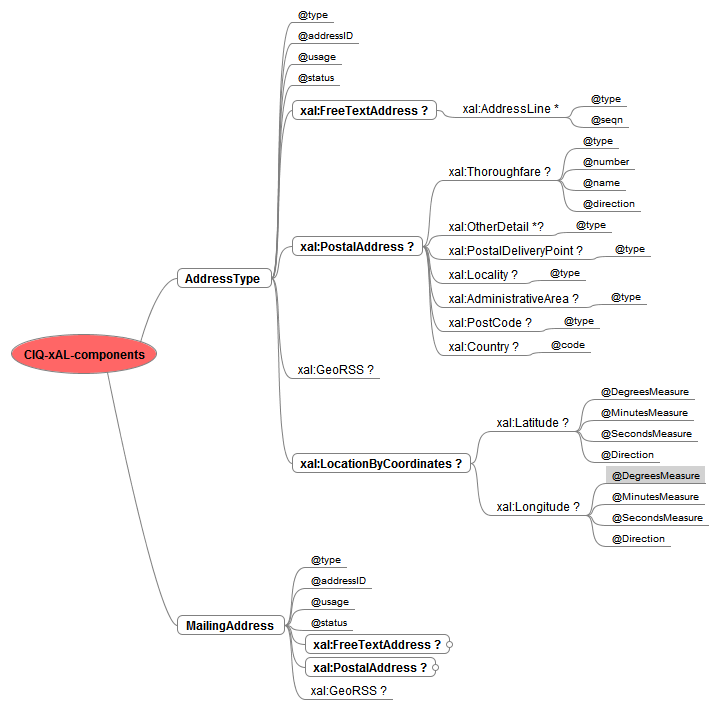 @type
@addressID
@usage
@status
xal:FreeTextAddress ?
xal:AddressLine *
@type
@seqn
xal:PostalAddress ?
xal:Thoroughfare ?
@type
@number
@name
@direction
xal:OtherDetail *?
@type
xal:PostalDeliveryPoint ?
@type
xal:Locality ?
@type
xal:AdministrativeArea ?
@type
xal:PostCode ?
@type
xal:Country ?
@code
AddressType
CIQ-xAL-components
xal:GeoRSS ?
xal:LocationByCoordinates ?
xal:Latitude ?
@DegreesMeasure
@MinutesMeasure
@SecondsMeasure
@Direction
xal:Longitude ?
@DegreesMeasure
@MinutesMeasure
@SecondsMeasure
@Direction
MailingAddress
@type
@addressID
@usage
@status
xal:FreeTextAddress ?
xal:PostalAddress ?
xal:GeoRSS ?